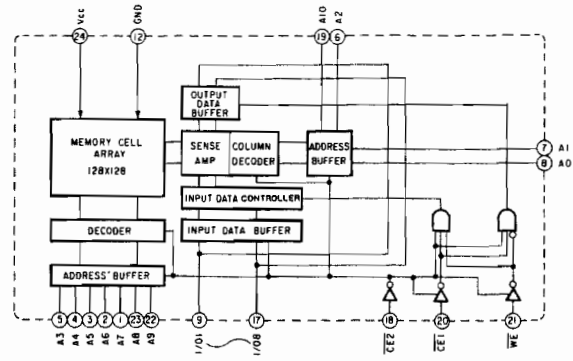 Vcc GND A10 A2
24 12 19 6
OUTPUT
DATA
BUFFER
MEMORY CELL
ARRAY
128X128
SENSE
AMP
COLUMN
DECODER
ADDRESS
BUFFER
7 A1
8 A0
INPUT DATA CONTROLLER
DECODER
INPUT DATA BUFFER
ADDRESS BUFFER
5 4 3 2 1 23 22 9 17 18 20 21
A3 A4 A5 A6 A7 A8 A9 I/O1 I/O8 CE2 CE1 WE